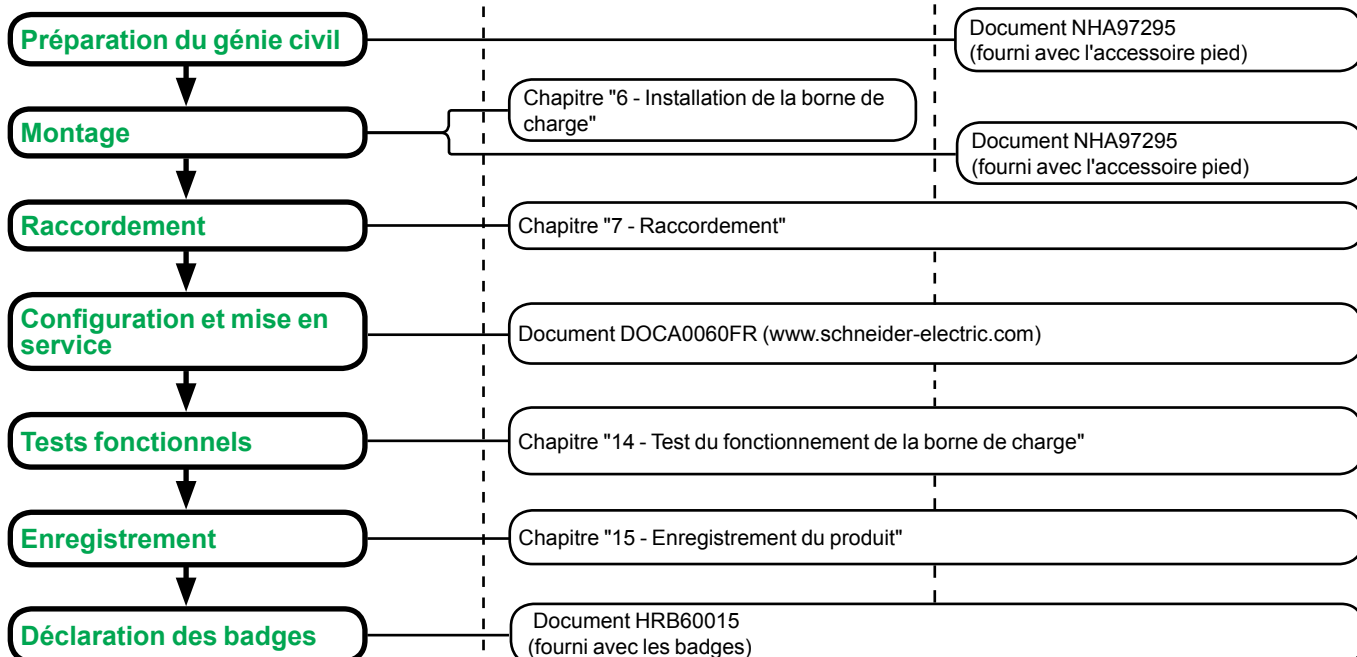 Préparation du génie civil
Document NHA97295
(fourni avec l'accessoire pied)
Montage
Chapitre "6 - Installation de la borne de
charge"
Document NHA97295
(fourni avec l'accessoire pied)
Raccordement
Chapitre "7 - Raccordement"
Configuration et mise en
service
Document DOCA0060FR (www.schneider-electric.com)
Tests fonctionnels
Chapitre "14 - Test du fonctionnement de la borne de charge"
Enregistrement
Chapitre "15 - Enregistrement du produit"
Déclaration des badges
Document HRB60015
(fourni avec les badges)